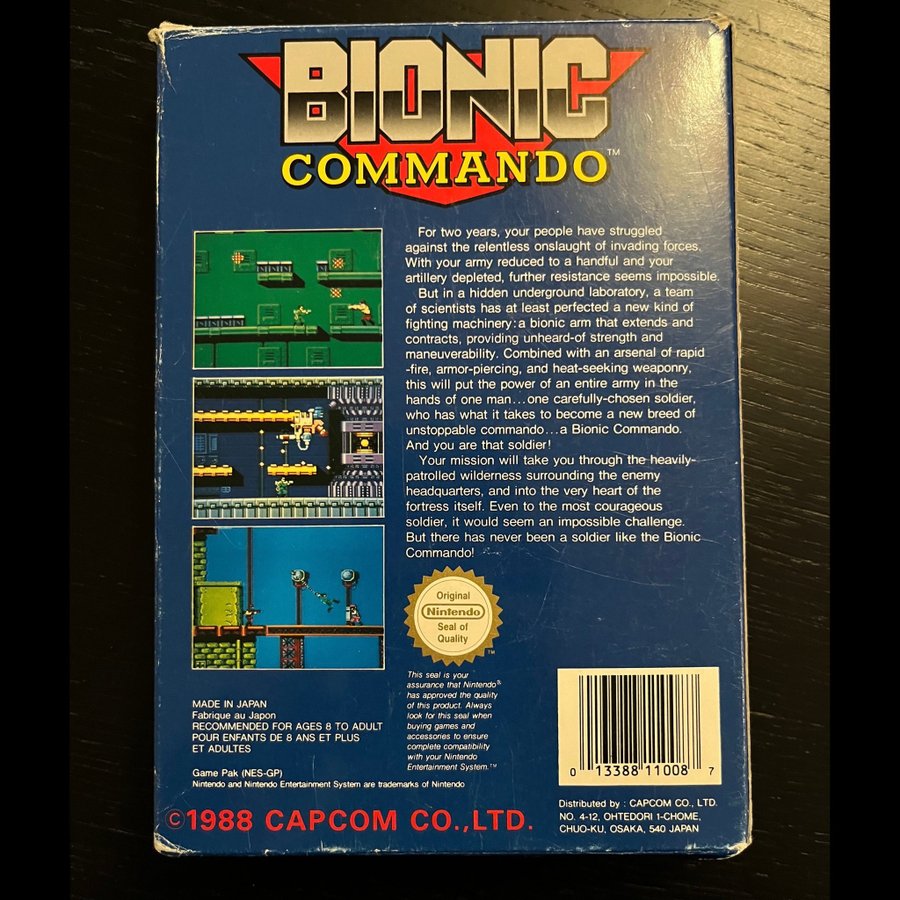 BIONIC
COMMANDO™
For two years, your people have struggled
against the relentless onslaught of invading forces.
With your army reduced to a handful and your
artillery depleted, further resistance seems impossible.
But in a hidden underground laboratory, a team
of scientists has at least perfected a new kind of
fighting machinery: a bionic arm that extends and
contracts, providing unheard-of strength and
maneuverability. Combined with an arsenal of rapid
-fire, armor-piercing, and heat-seeking weaponry,
this will put the power of an entire army in the
hands of one man...one carefully-chosen soldier,
who has what it takes to become a new breed of
unstoppable commando...a Bionic Commando.
And you are that soldier!
Your mission will take you through the heavily-
patrolled wilderness surrounding the enemy
headquarters, and into the very heart of the
fortress itself. Even to the most courageous
soldier, it would seem an impossible challenge.
But there has never been a soldier like the Bionic
Commando!
Original
Nintendo
Seal of
Quality
™
This seal is your
assurance that Nintendo®
has approved the quality
of this product. Always
look for this seal when
buying games and
accessories to ensure
complete compatibility
with your Nintendo
Entertainment System.™
MADE IN JAPAN
Fabrique au Japon
RECOMMENDED FOR AGES 8 TO ADULT
POUR ENFANTS DE 8 ANS ET PLUS
ET ADULTES
Game Pak (NES-GP)
Nintendo and Nintendo Entertainment System are trademarks of Nintendo
©1988 CAPCOM CO.,LTD.
0 13388 11008 7
Distributed by : CAPCOM CO., LTD.
NO. 4-12, OHTEDORI 1-CHOME,
CHUO-KU, OSAKA, 540 JAPAN